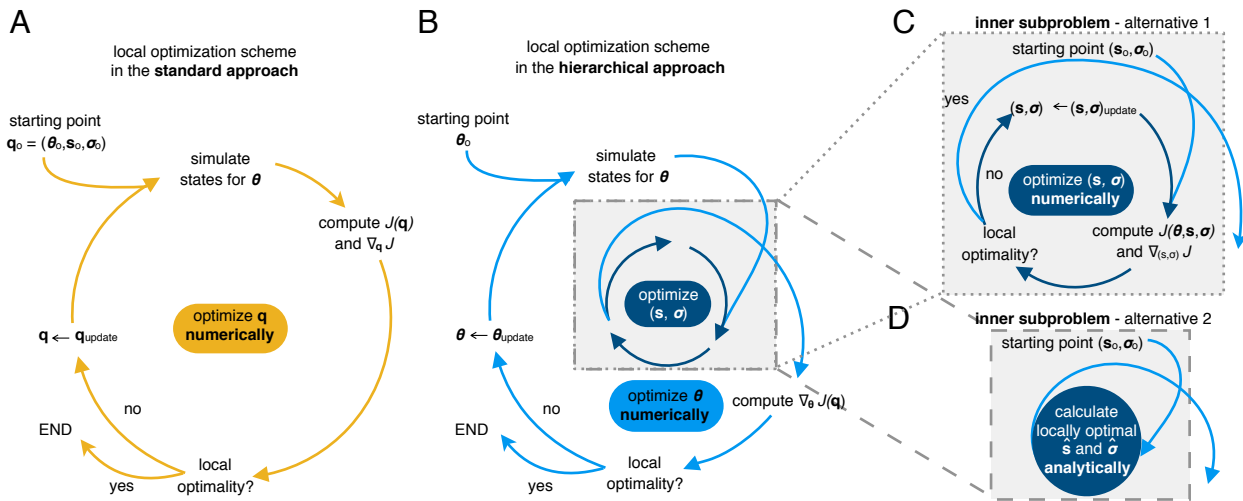 A
local optimization scheme
in the standard approach
starting point
q₀ = (θ₀,s₀,σ₀)
simulate
states for θ
compute J(q)
and ∇q J
optimize q
numerically
q ← qupdate
no
END
yes
local
optimality?
B
local optimization scheme
in the hierarchical approach
starting point
θ₀
simulate
states for θ
optimize
(s, σ)
θ ← θupdate
optimize θ
numerically
compute ∇θ J(q)
no
END
yes
local
optimality?
C
inner subproblem - alternative 1
starting point (s₀,σ₀)
yes
(s,σ) ← (s,σ)update
no
optimize (s, σ)
numerically
local
optimality?
compute J(θ,s,σ)
and ∇(s,σ) J
D
inner subproblem - alternative 2
starting point (s₀,σ₀)
calculate
locally optimal
ŝ and σ̂
analytically